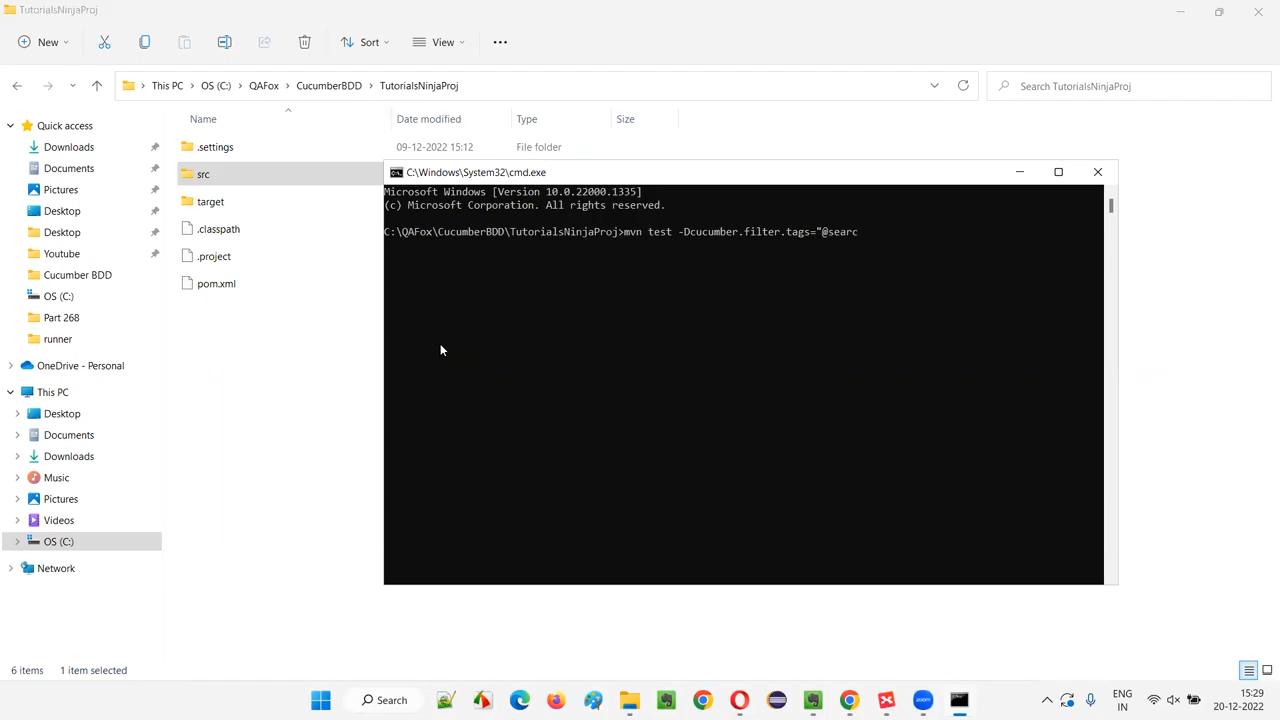 TutorialsNinjaProj
New
Sort
View
This PC
OS (C:)
QAFox
CucumberBDD
TutorialsNinjaProj
Search TutorialsNinjaProj
Quick access
Downloads
Documents
Pictures
Desktop
Desktop
Youtube
Cucumber BDD
OS (C:)
Part 268
runner
OneDrive - Personal
This PC
Desktop
Documents
Downloads
Music
Pictures
Videos
OS (C:)
Network
Name
Date modified
Type
Size
.settings
09-12-2022 15:12
File folder
src
target
.classpath
.project
pom.xml
C:\Windows\System32\cmd.exe
Microsoft Windows [Version 10.0.22000.1335]
(c) Microsoft Corporation. All rights reserved.
C:\QAFox\CucumberBDD\TutorialsNinjaProj>mvn test -Dcucumber.filter.tags="@searc
6 items
1 item selected
Search
ENG
IN
15:29
20-12-2022